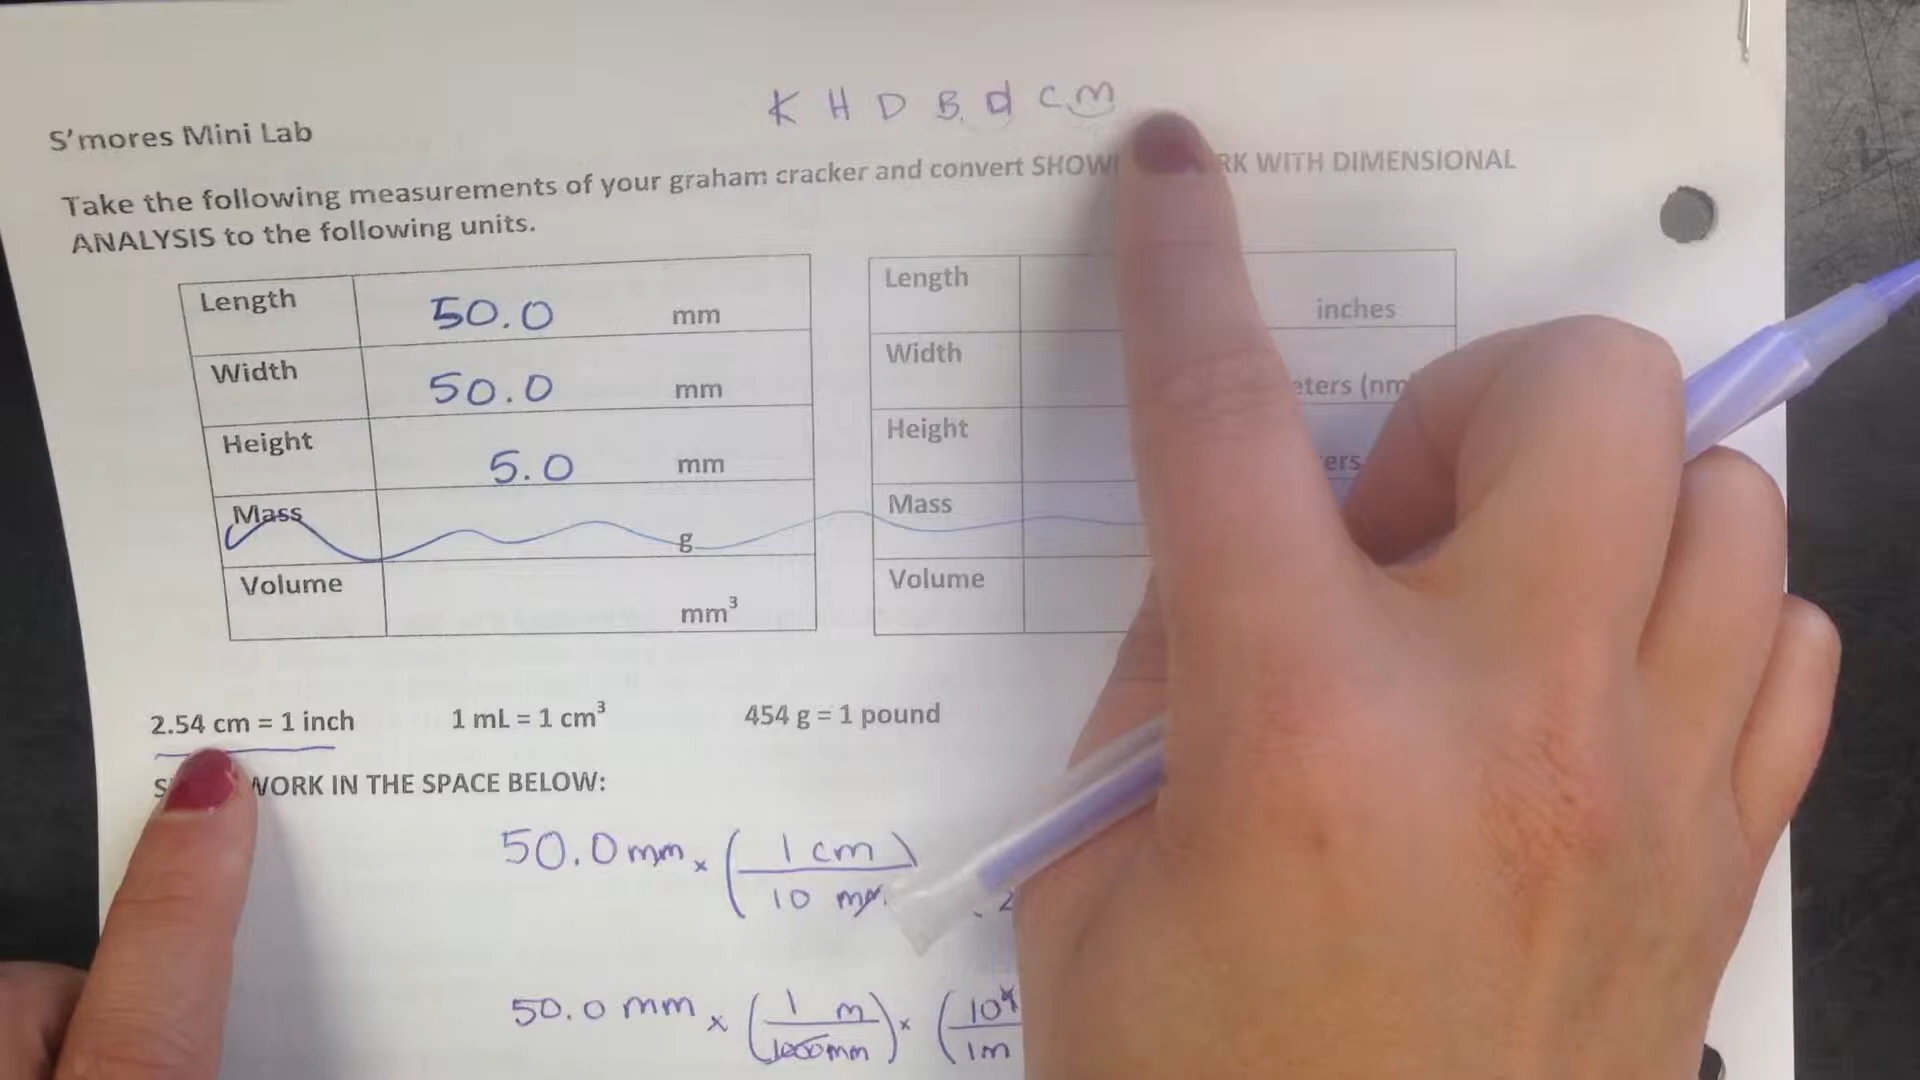 K H D B d c m
S'mores Mini Lab
Take the following measurements of your graham cracker and convert SHOW WITH DIMENSIONAL
ANALYSIS to the following units.
Length 50.0 mm
Width 50.0 mm
Height 5.0 mm
Mass g
Volume mm³
Length inches
Width (nm
Height
Mass
Volume
2.54 cm = 1 inch 1 mL = 1 cm³ 454 g = 1 pound
WORK IN THE SPACE BELOW:
50.0 mm × ( 1 cm / 10 mm )
50.0 mm × ( 1 m / 1000 mm ) × ( / 1m